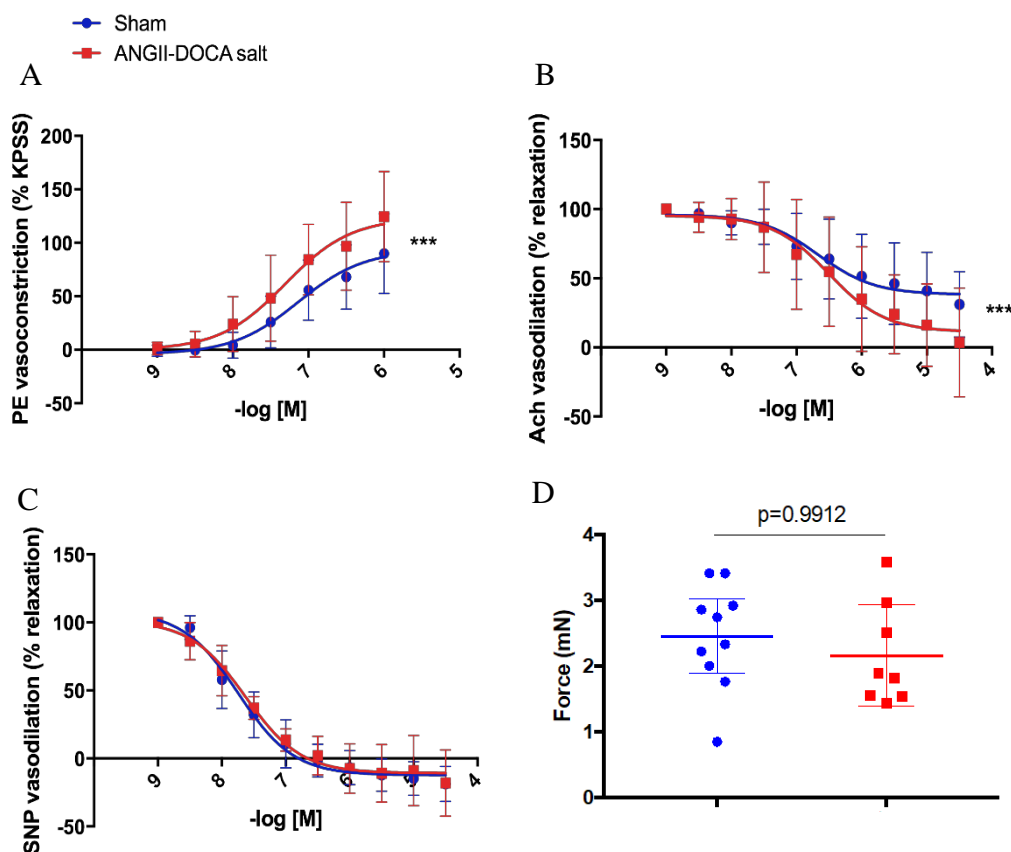 Sham
ANGII-DOCA salt
A
PE vasoconstriction (% KPSS)
200
150
100
50
0
-50
9
8
7
6
5
-log [M]
***
B
Ach vasodilation (% relaxation)
150
100
50
0
-50
9
8
7
6
5
4
-log [M]
***
C
SNP vasodilation (% relaxation)
150
100
50
0
-50
9
8
7
6
5
4
-log [M]
D
p=0.9912
Force (mN)
4
3
2
1
0